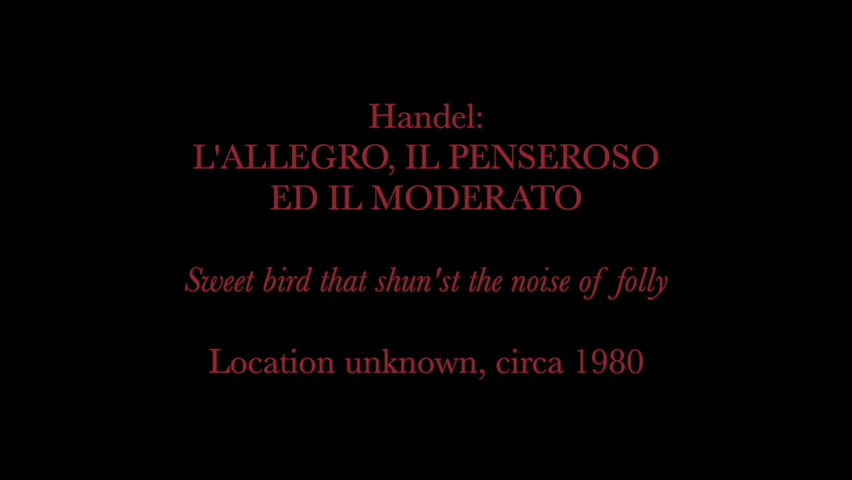 Handel:
L'ALLEGRO, IL PENSEROSO
ED IL MODERATO
Sweet bird that shun'st the noise of folly
Location unknown, circa 1980